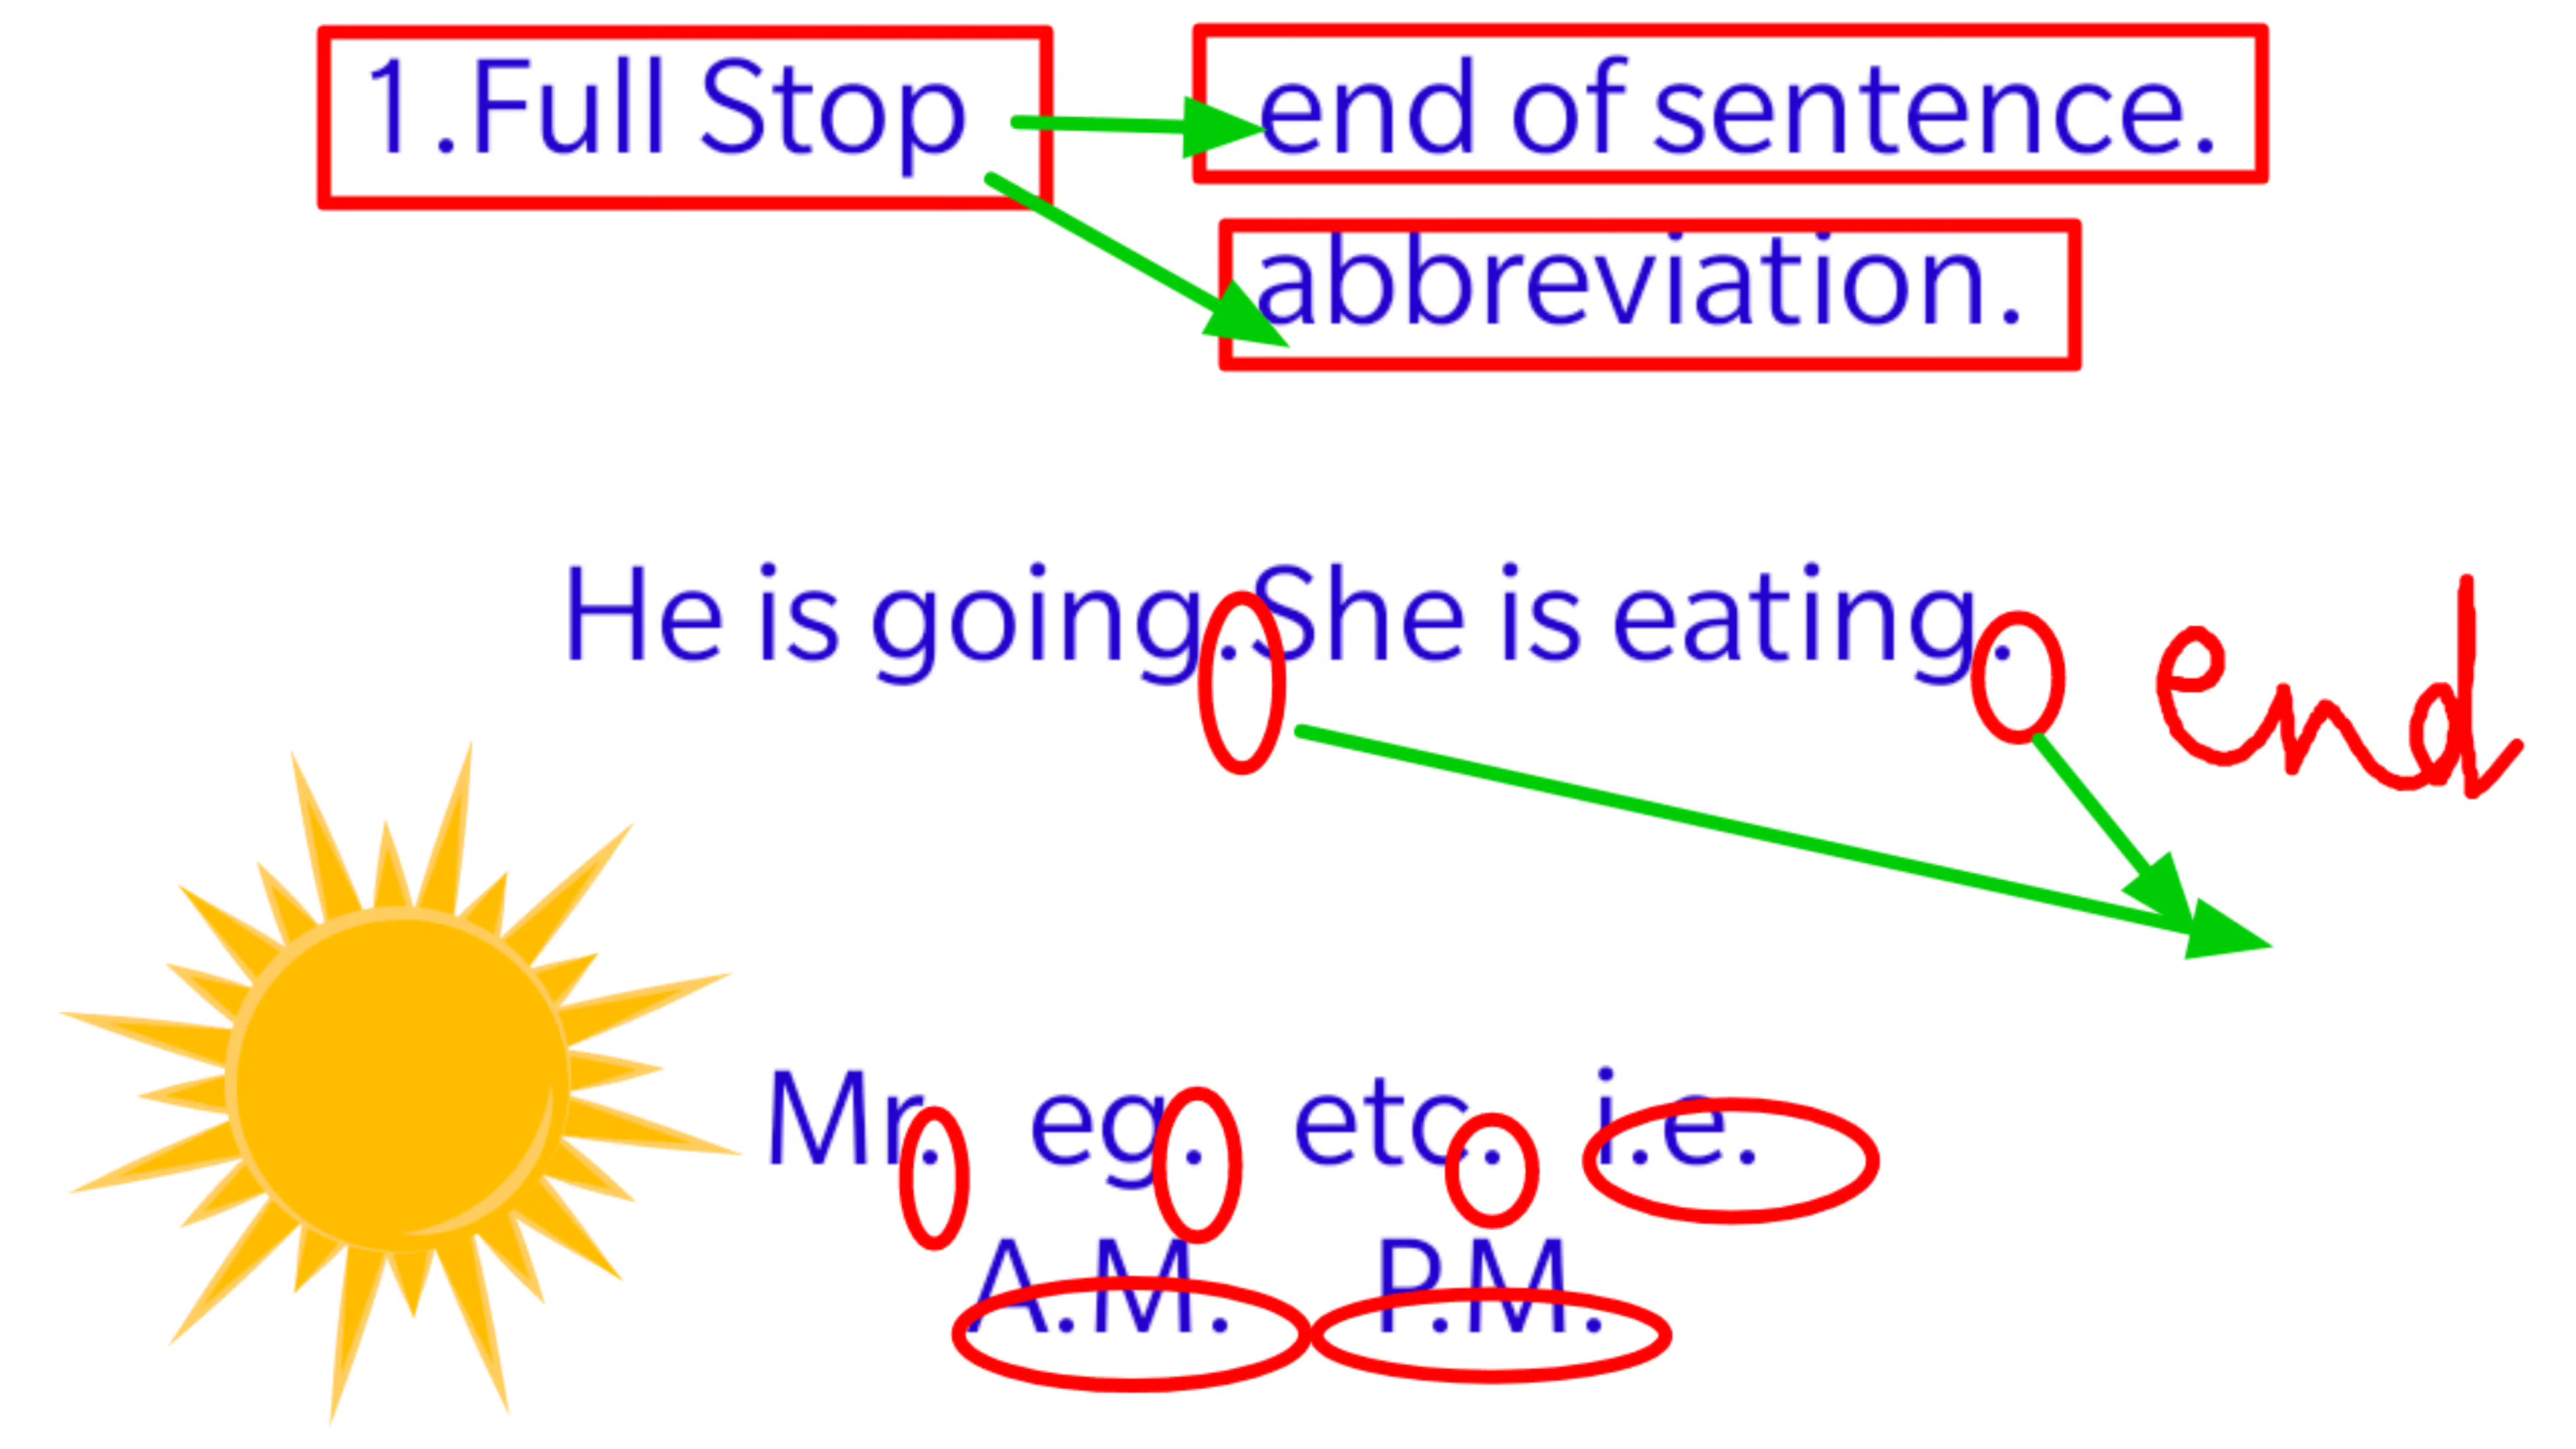 1.Full Stop end of sentence.
abbreviation.
He is going.She is eating. end
Mr. eg. etc. i.e.
A.M. P.M.